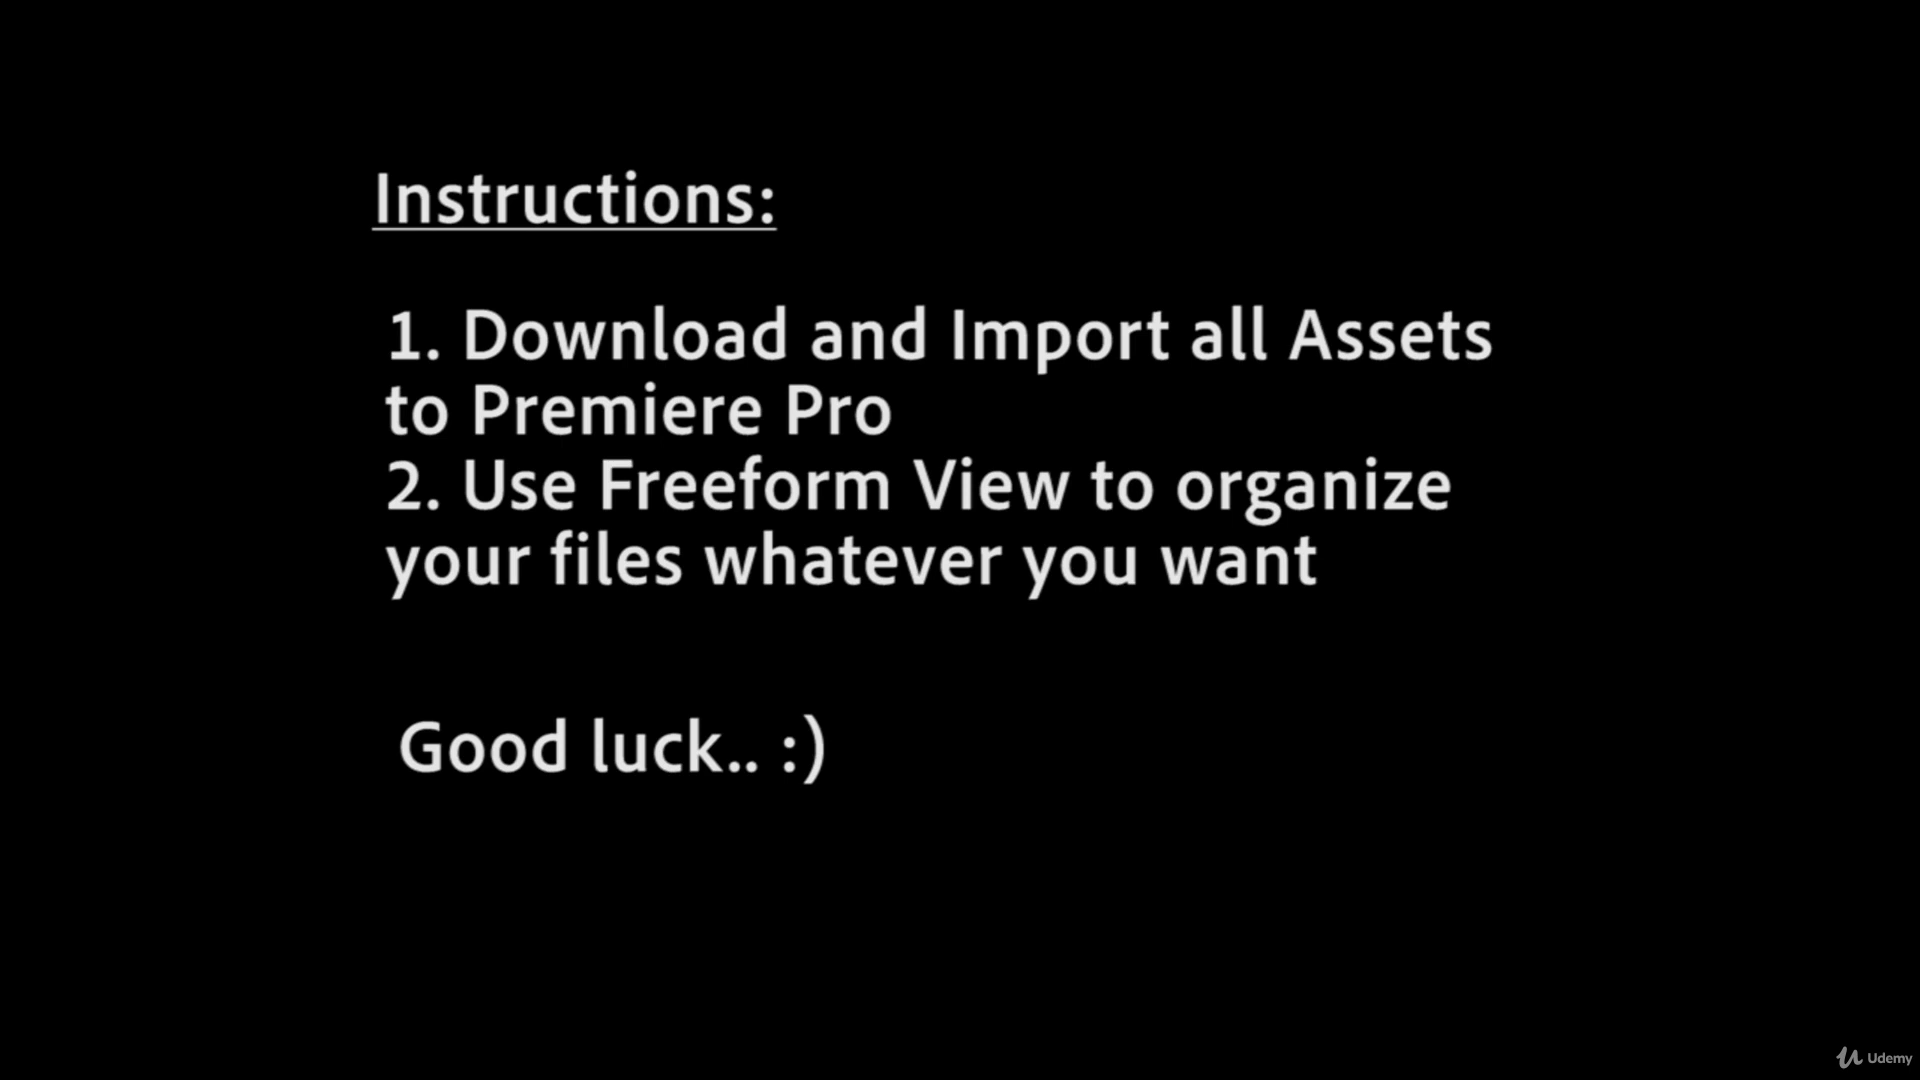 Instructions:
1. Download and Import all Assets
to Premiere Pro
2. Use Freeform View to organize
your files whatever you want
Good luck.. :)
Udemy